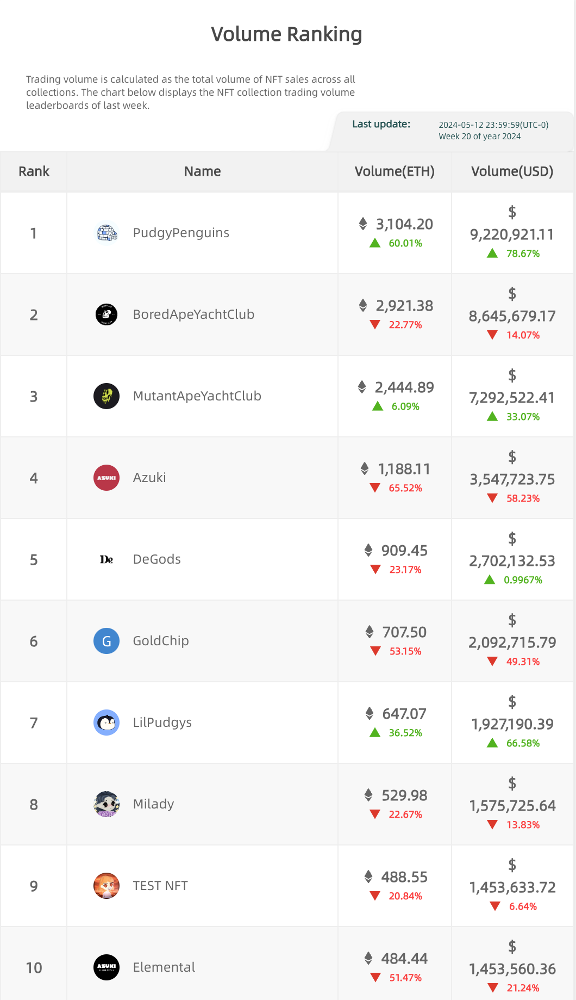 Volume Ranking
Trading volume is calculated as the total volume of NFT sales across all
collections. The chart below displays the NFT collection trading volume
leaderboards of last week.
Last update: 2024-05-12 23:59:59(UTC-0)
Week 20 of year 2024
Rank Name Volume(ETH) Volume(USD)
1 PudgyPenguins 3,104.20 $ 9,220,921.11
60.01% 78.67%
2 BoredApeYachtClub 2,921.38 $ 8,645,679.17
22.77% 14.07%
3 MutantApeYachtClub 2,444.89 $ 7,292,522.41
6.09% 33.07%
4 AZUKI Azuki 1,188.11 $ 3,547,723.75
65.52% 58.23%
5 De DeGods 909.45 $ 2,702,132.53
23.17% 0.9967%
6 G GoldChip 707.50 $ 2,092,715.79
53.15% 49.31%
7 LilPudgys 647.07 $ 1,927,190.39
36.52% 66.58%
8 Milady 529.98 $ 1,575,725.64
22.67% 13.83%
9 TEST NFT 488.55 $ 1,453,633.72
20.84% 6.64%
10 AZUKI ELEMENTALS Elemental 484.44 $ 1,453,560.36
51.47% 21.24%